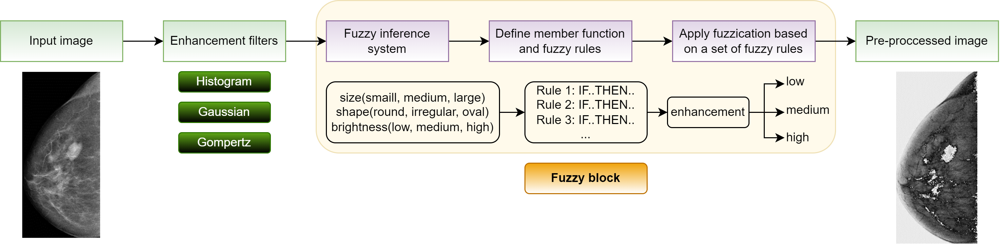 Input image
Enhancement filters
Fuzzy inference
system
Define member function
and fuzzy rules
Apply fuzzication based
on a set of fuzzy rules
Pre-proccessed image
Histogram
Gaussian
Gompertz
size(smaill, medium, large)
shape(round, irregular, oval)
brightness(low, medium, high)
Rule 1: IF..THEN..
Rule 2: IF..THEN..
Rule 3: IF..THEN..
...
enhancement
low
medium
high
Fuzzy block